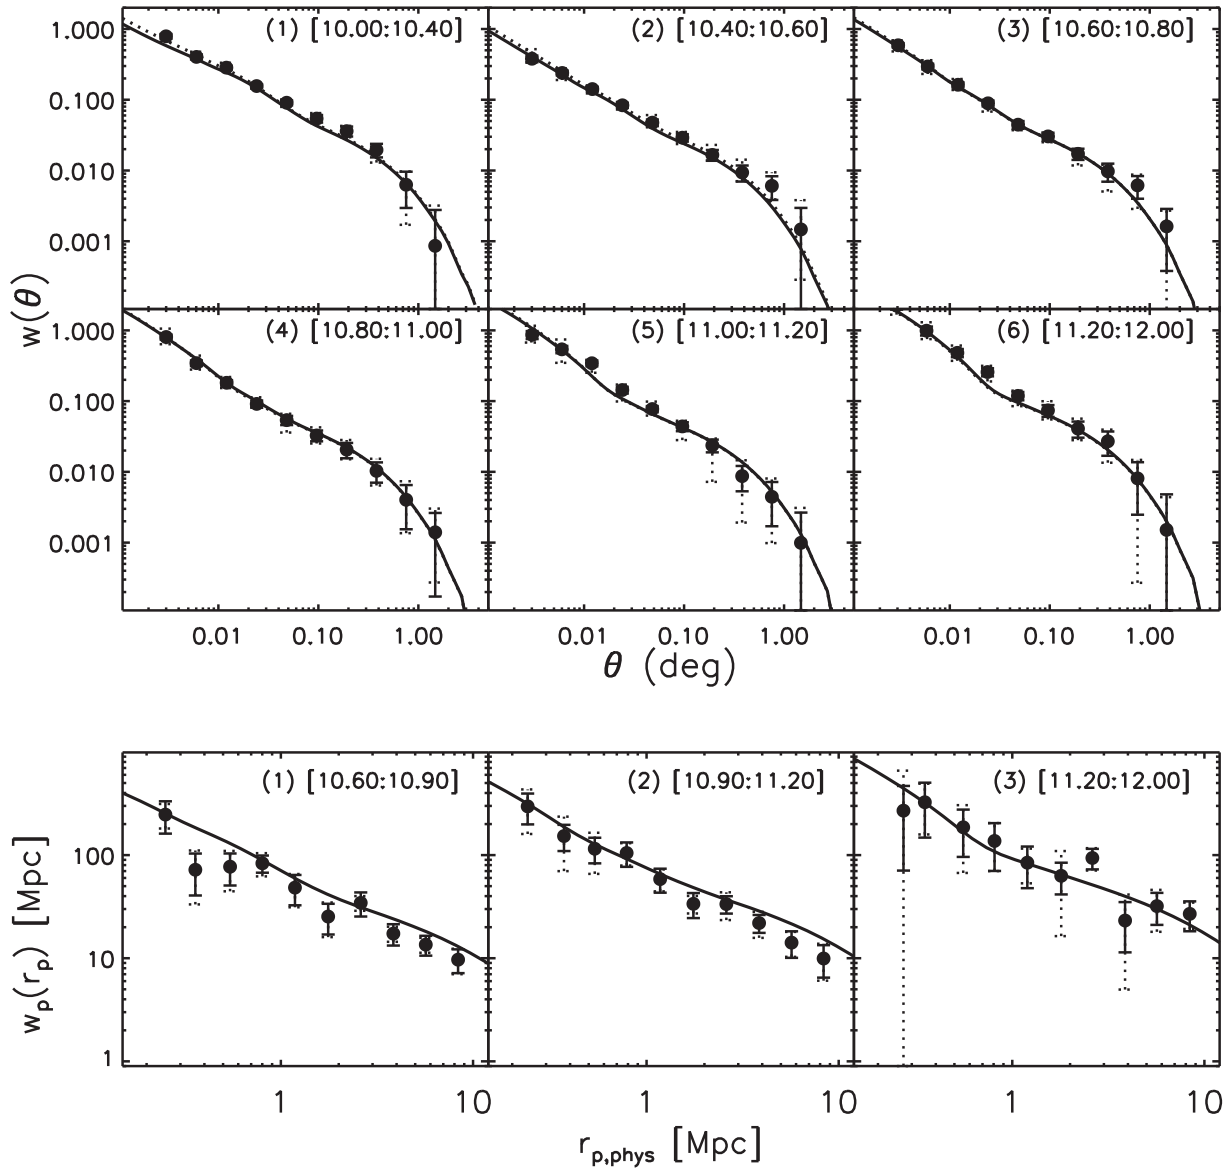 (1) [10.00:10.40] (2) [10.40:10.60] (3) [10.60:10.80]
1.000
0.100
0.010
0.001
w(θ)
(4) [10.80:11.00] (5) [11.00:11.20] (6) [11.20:12.00]
1.000
0.100
0.010
0.001
0.01 0.10 1.00 0.01 0.10 1.00 0.01 0.10 1.00
θ (deg)
(1) [10.60:10.90] (2) [10.90:11.20] (3) [11.20:12.00]
100
10
1
w_p(r_p) [Mpc]
1 10 1 10 1 10
r_p,phys [Mpc]